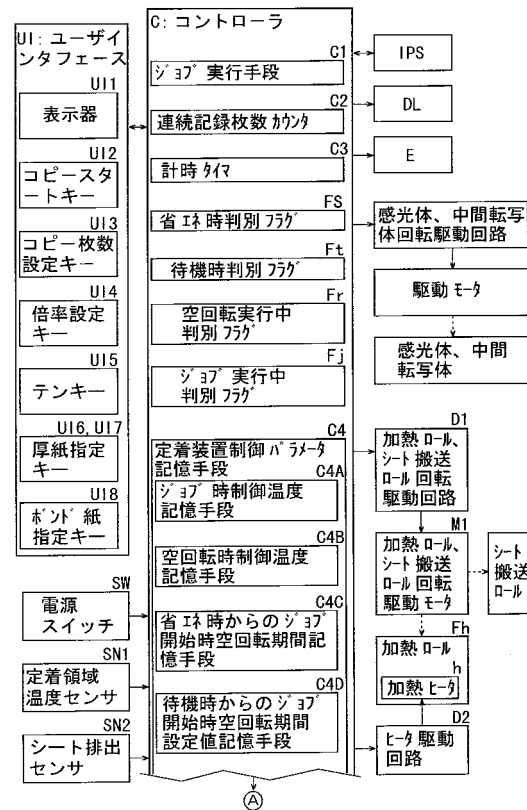 UI: ユーザイ
ンタフェース
UI1
表示器
UI2
コピースタ
ートキー
UI3
コピー枚数
設定キー
UI4
倍率設定
キー
UI5
テンキー
UI6, UI7
厚紙指定
キー
UI8
ボンド紙
指定キー
SW
電源
スイッチ
SN1
定着領域
温度センサ
SN2
シート排出
センサ
C: コントローラ
C1
ジョブ実行手段
C2
連続記録枚数カウンタ
C3
計時タイマ
FS
省エネ時判別フラグ
Ft
待機時判別フラグ
Fr
空回転実行中
判別フラグ
Fj
ジョブ実行中
判別フラグ
C4
定着装置制御パラメータ
記憶手段
C4A
ジョブ時制御温度
記憶手段
C4B
空回転時制御温度
記憶手段
C4C
省エネ時からのジョブ
開始時空回転期間記
憶手段
C4D
待機時からのジョブ
開始時空回転期間
設定値記憶手段
A
IPS
DL
E
感光体、中間転写
体回転駆動回路
駆動モータ
感光体、中間
転写体
D1
加熱ロール、
シート搬送
ロール回転
駆動回路
M1
加熱ロール、
シート搬送
ロール回転
駆動モータ
シート
搬送
ロール
Fh
加熱ロール
h
加熱ヒータ
D2
ヒータ駆動
回路